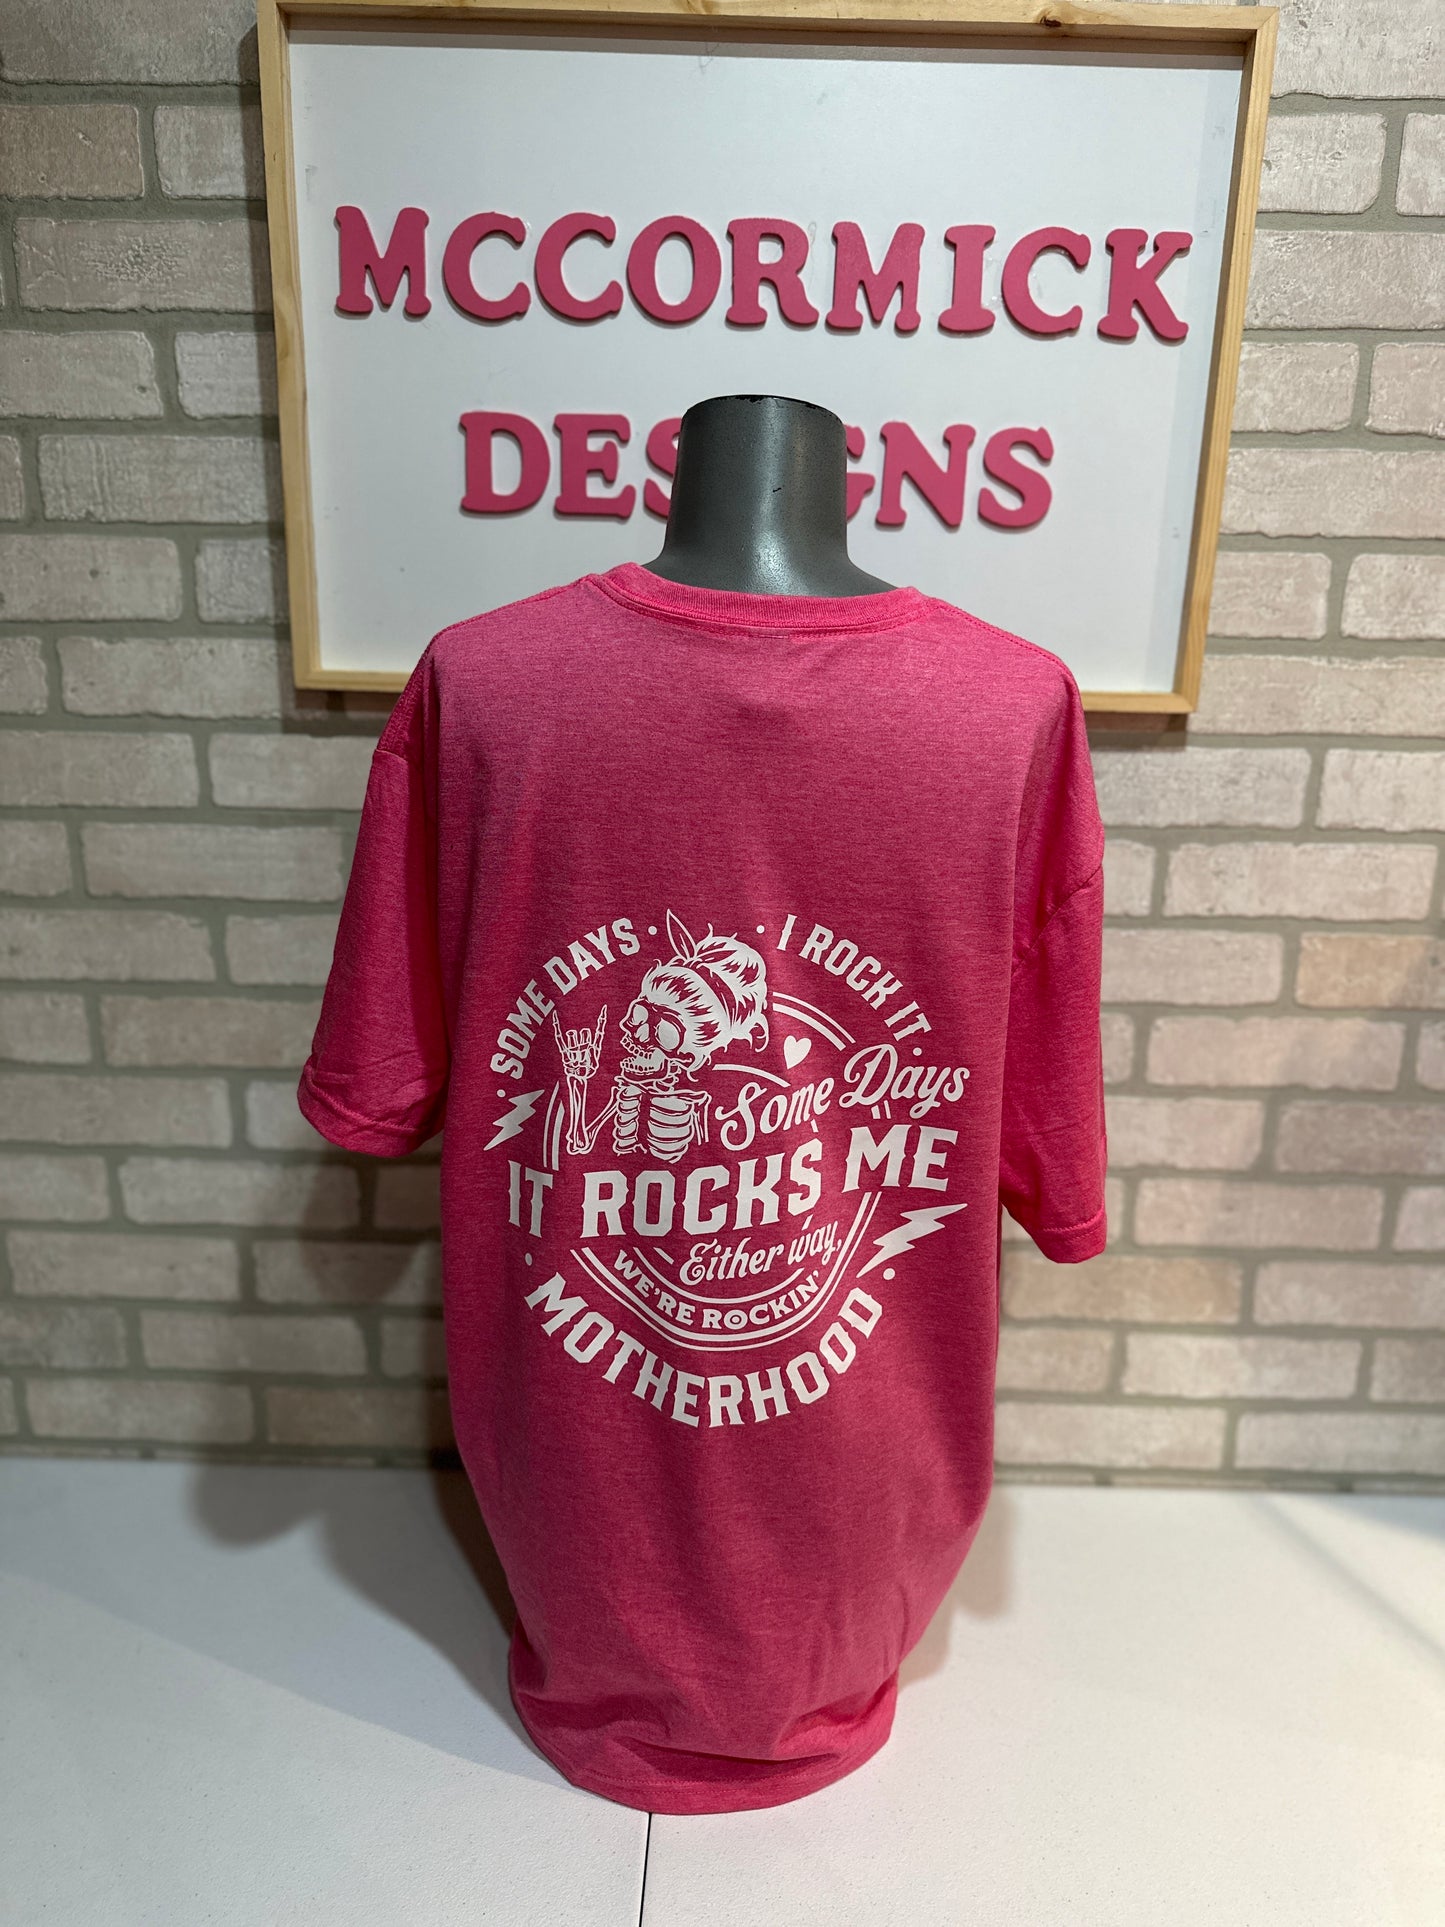 MCCORMICK
DESIGNS
SOME DAYS · · I ROCK IT ·
Some Days
IT ROCKS ME
Either way,
WE'RE ROCKIN'
· MOTHERHOOD ·